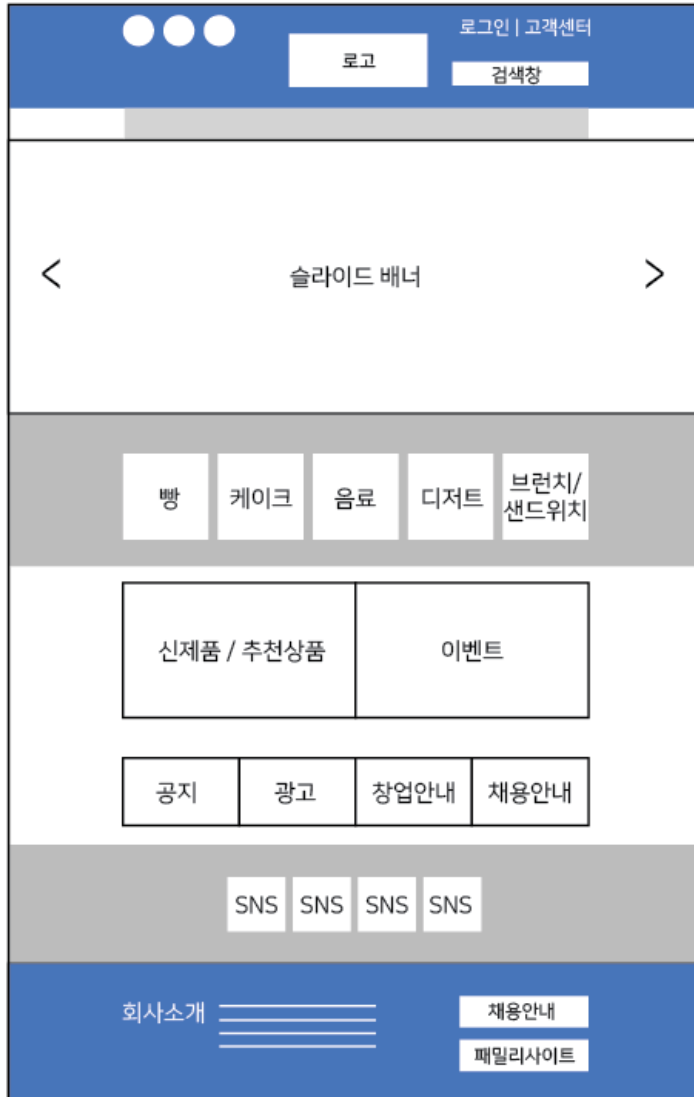 로그인 | 고객센터
로고
검색창
<
슬라이드 배너
>
빵
케이크
음료
디저트
브런치/
샌드위치
신제품 / 추천상품
이벤트
공지
광고
창업안내
채용안내
SNS
SNS
SNS
SNS
회사소개
채용안내
패밀리사이트